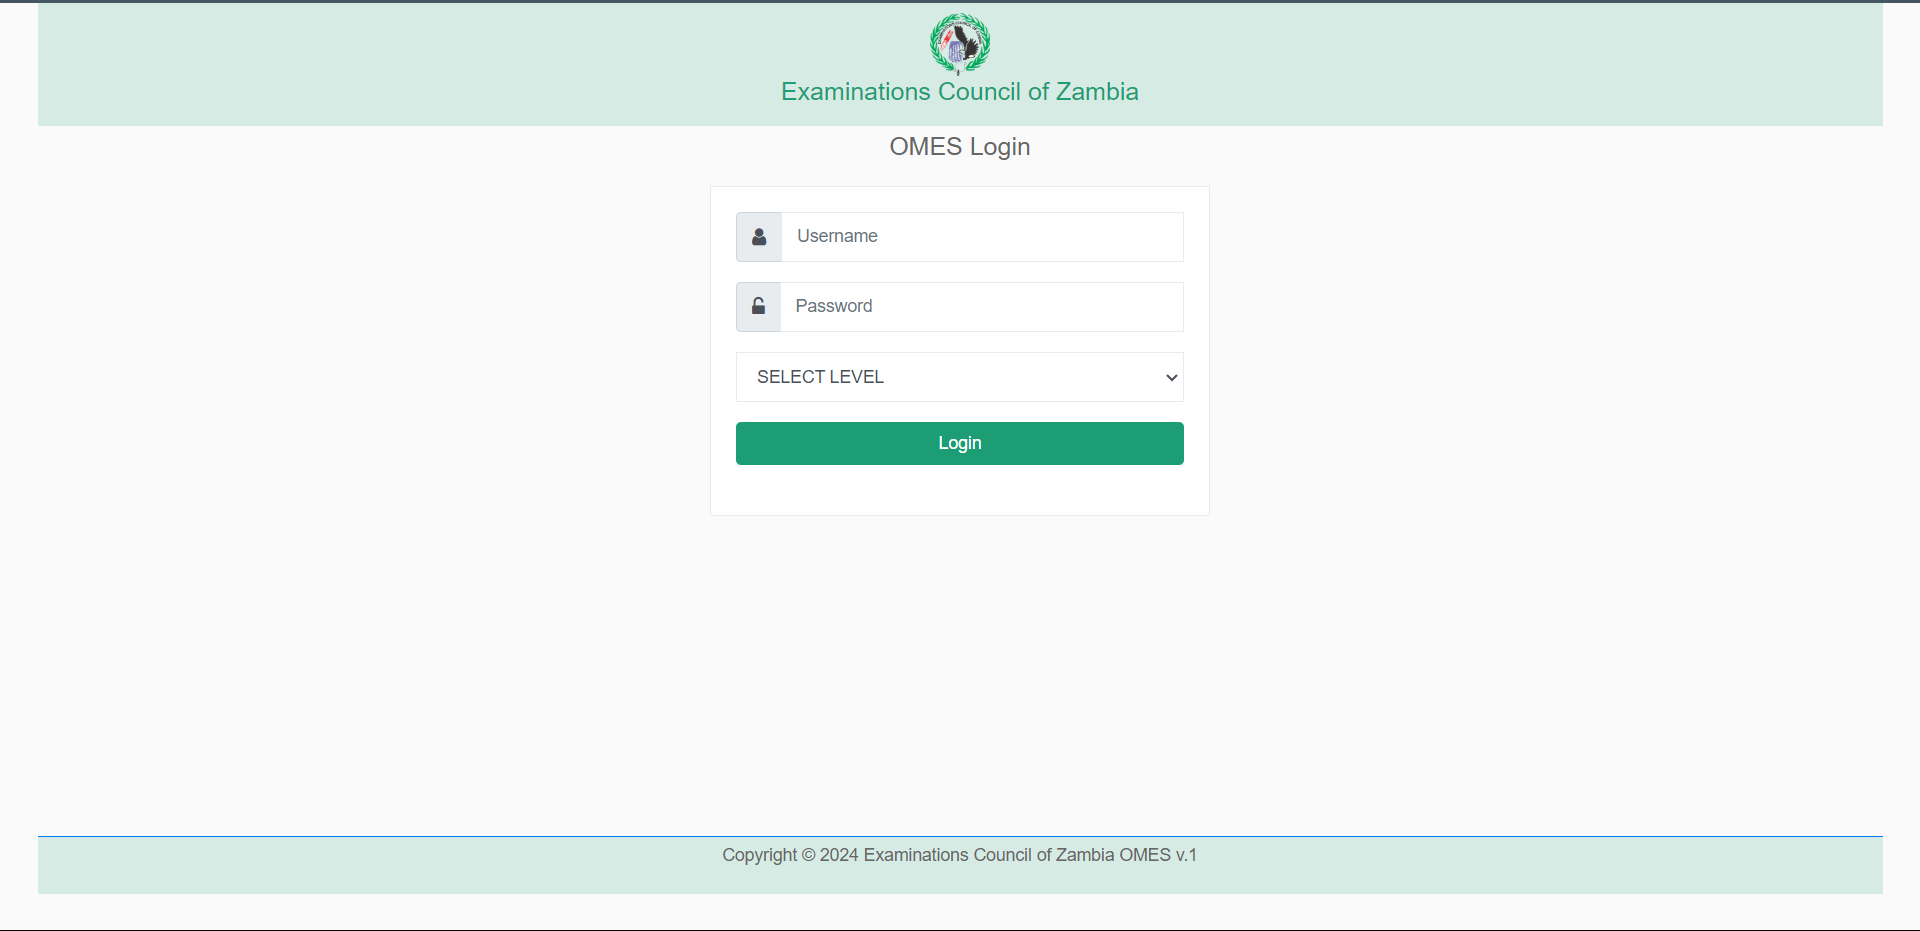 Examinations Council of Zambia
OMES Login
Username
Password
SELECT LEVEL
Login
Copyright © 2024 Examinations Council of Zambia OMES v.1